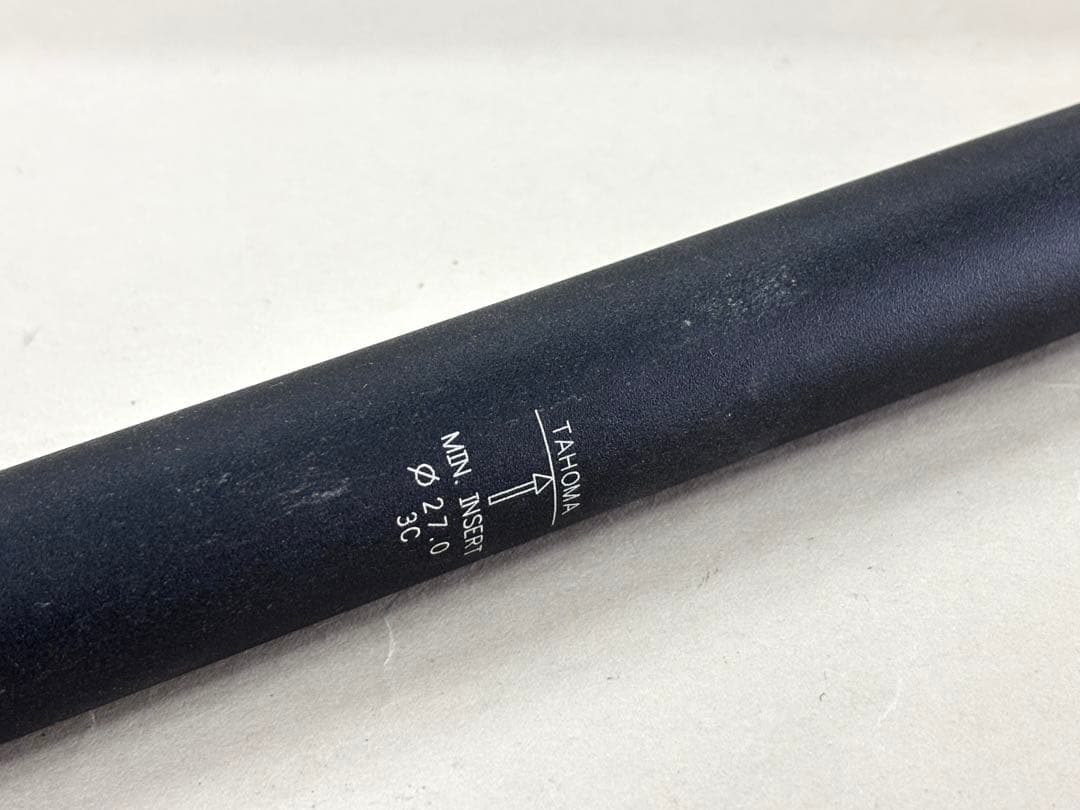 TAHOMA
MIN. INSERT
Ø 27.0
3C